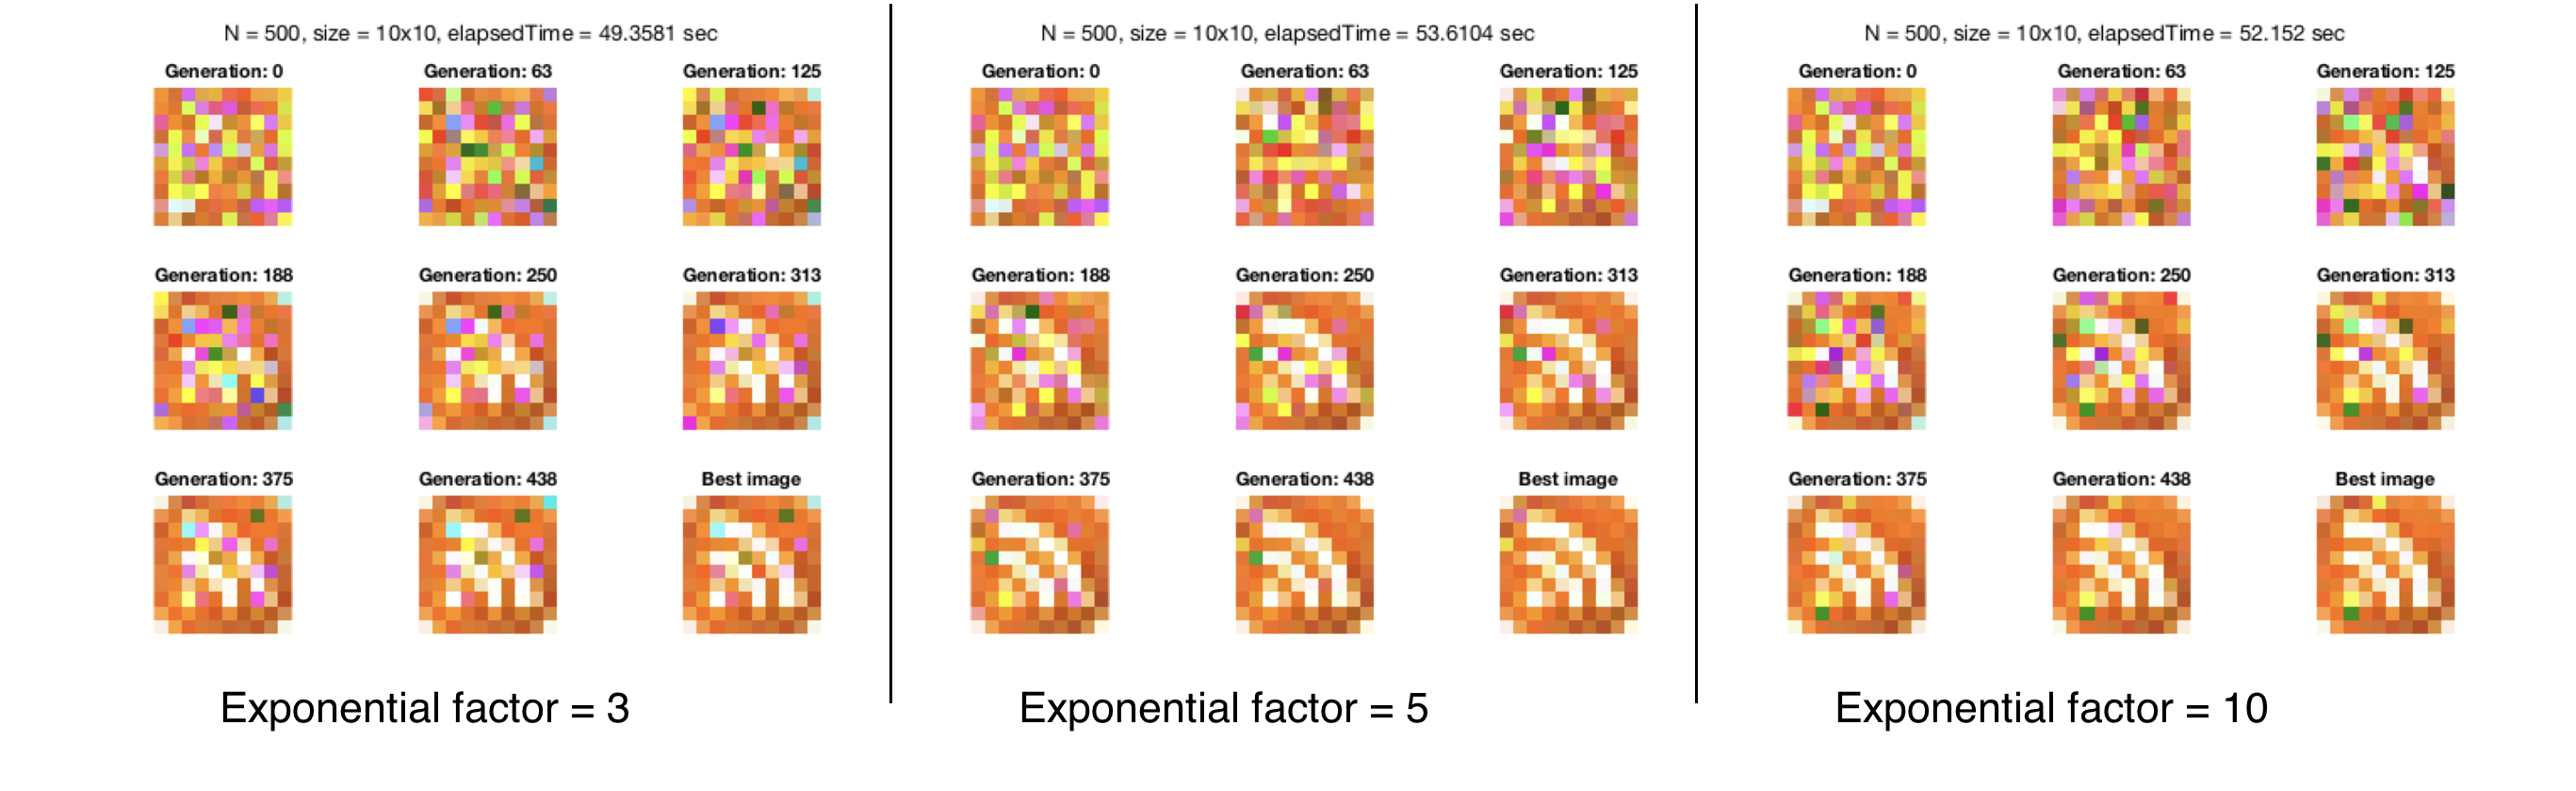 N = 500, size = 10x10, elapsedTime = 49.3581 sec
Generation: 0
Generation: 63
Generation: 125
Generation: 188
Generation: 250
Generation: 313
Generation: 375
Generation: 438
Best image
Exponential factor = 3
N = 500, size = 10x10, elapsedTime = 53.6104 sec
Generation: 0
Generation: 63
Generation: 125
Generation: 188
Generation: 250
Generation: 313
Generation: 375
Generation: 438
Best image
Exponential factor = 5
N = 500, size = 10x10, elapsedTime = 52.152 sec
Generation: 0
Generation: 63
Generation: 125
Generation: 188
Generation: 250
Generation: 313
Generation: 375
Generation: 438
Best image
Exponential factor = 10